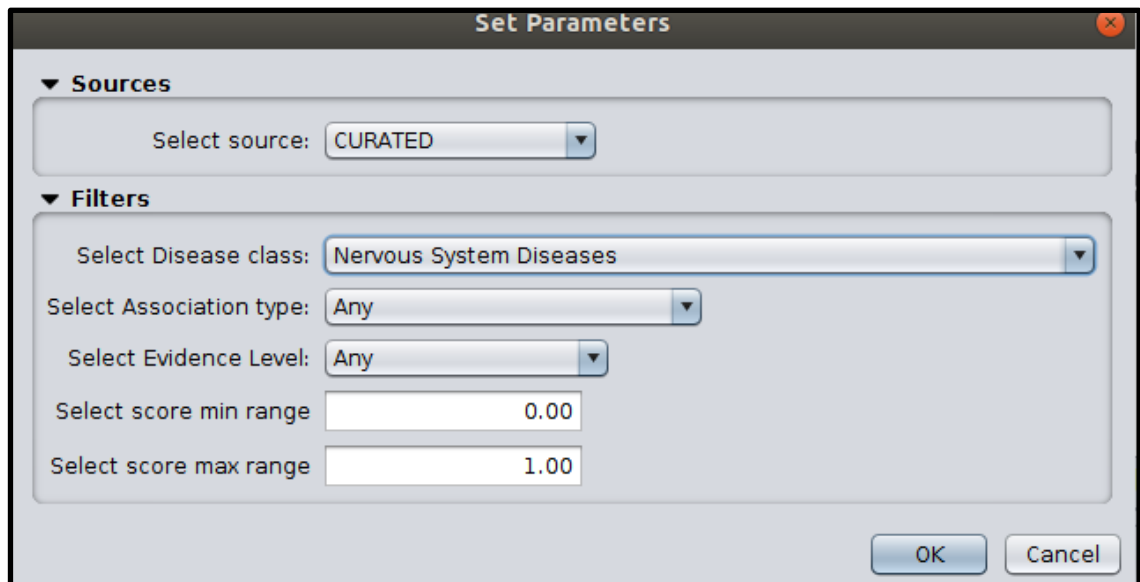 Set Parameters
Sources
Select source: CURATED
Filters
Select Disease class: Nervous System Diseases
Select Association type: Any
Select Evidence Level: Any
Select score min range 0.00
Select score max range 1.00
OK Cancel